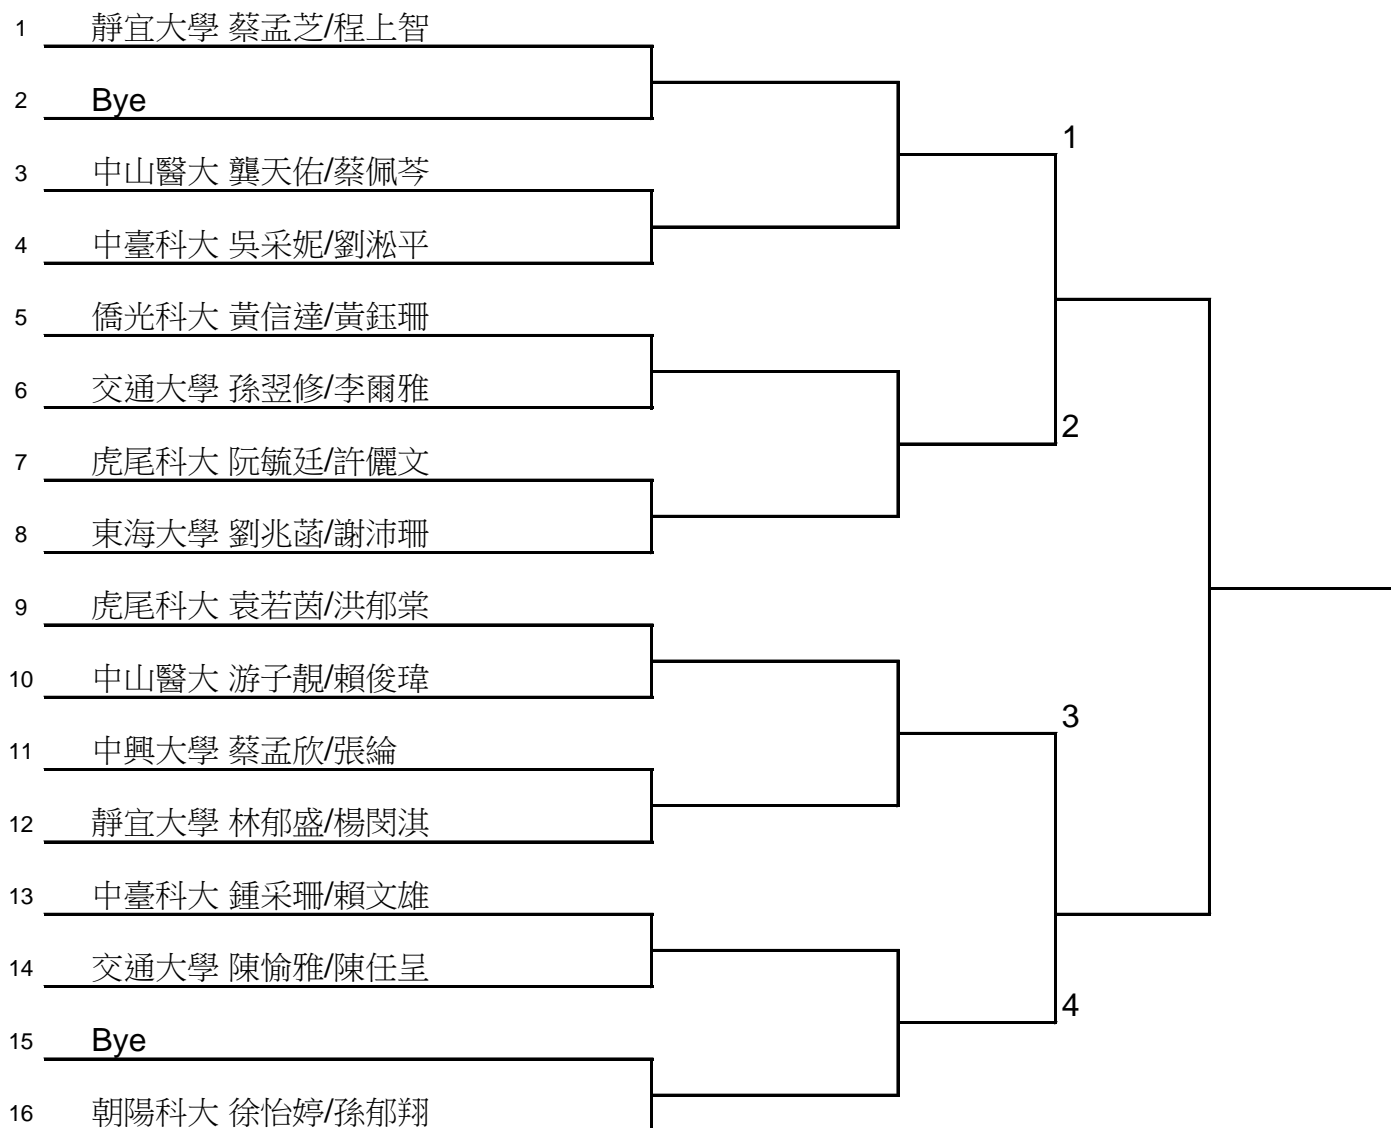 1 靜宜大學 蔡孟芝/程上智
2 Bye
1
3 中山醫大 龔天佑/蔡佩芩
4 中臺科大 吳采妮/劉淞平
5 僑光科大 黃信達/黃鈺珊
6 交通大學 孫翌修/李爾雅
2
7 虎尾科大 阮毓廷/許儷文
8 東海大學 劉兆菡/謝沛珊
9 虎尾科大 袁若茵/洪郁棠
10 中山醫大 游子靚/賴俊瑋
3
11 中興大學 蔡孟欣/張綸
12 靜宜大學 林郁盛/楊閔淇
13 中臺科大 鍾采珊/賴文雄
14 交通大學 陳愉雅/陳任呈
4
15 Bye
16 朝陽科大 徐怡婷/孫郁翔